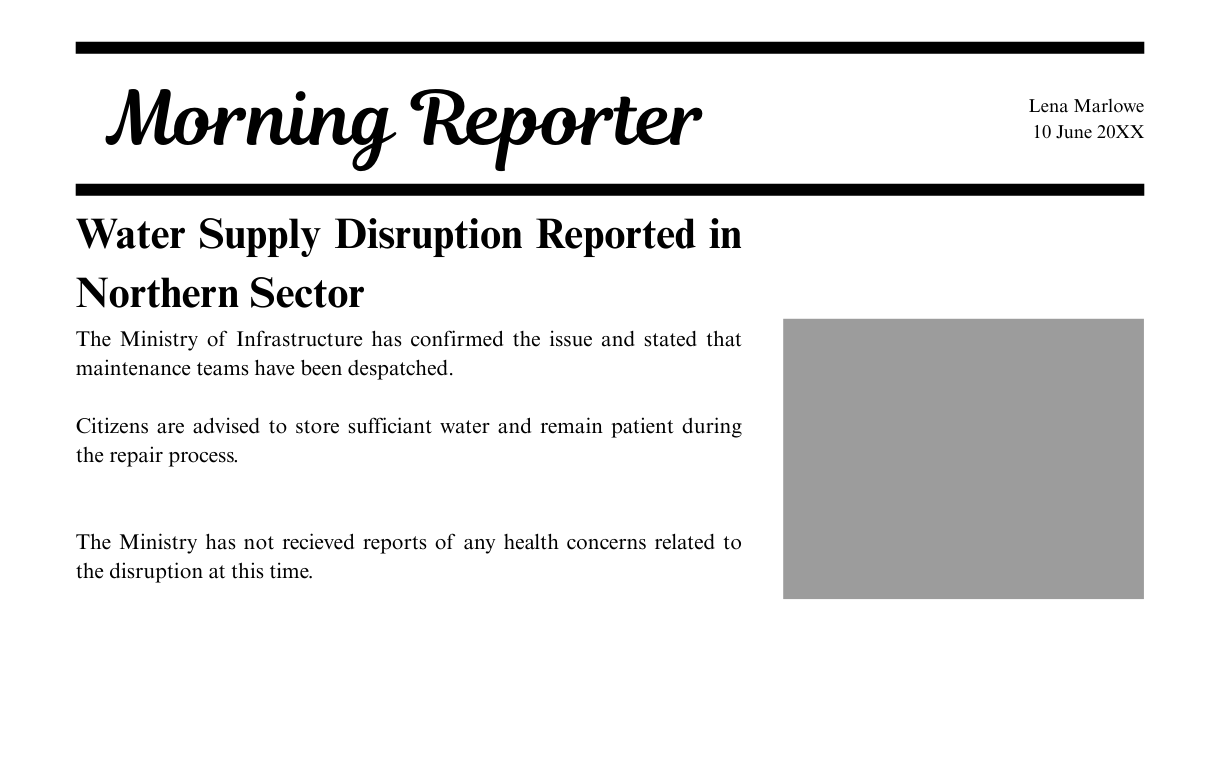 Morning Reporter
Lena Marlowe
10 June 20XX
Water Supply Disruption Reported in
Northern Sector
The Ministry of Infrastructure has confirmed the issue and stated that
maintenance teams have been despatched.
Citizens are advised to store sufficiant water and remain patient during
the repair process.
The Ministry has not recieved reports of any health concerns related to
the disruption at this time.